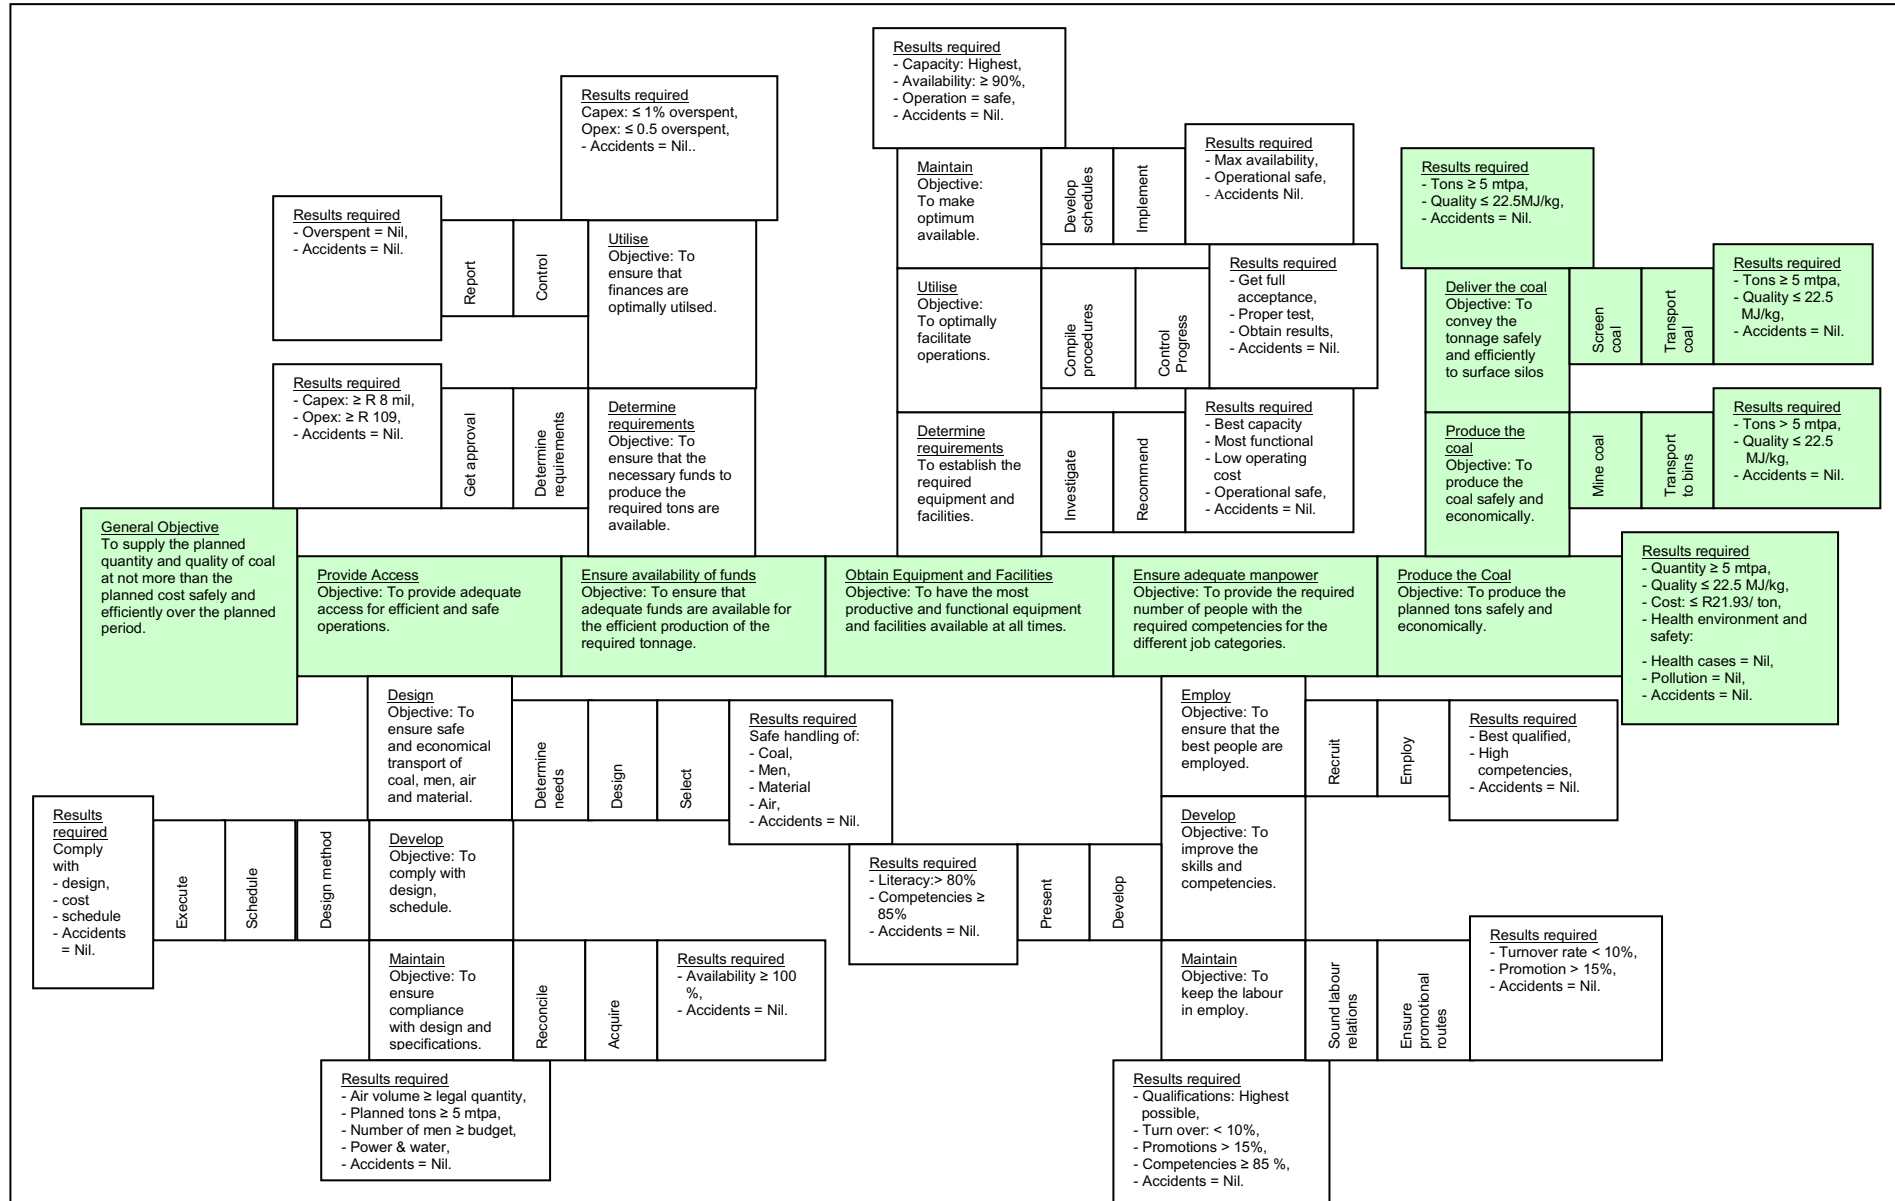 Results required
- Capacity: Highest,
- Availability: ≥ 90%,
- Operation = safe,
- Accidents = Nil.
Results required
Capex: ≤ 1% overspent,
Opex: ≤ 0.5 overspent,
- Accidents = Nil..
Results required
- Overspent = Nil,
- Accidents = Nil.
Report
Control
Utilise
Objective: To
ensure that
finances are
optimally utilsed.
Results required
- Capex: ≥ R 8 mil,
- Opex: ≥ R 109,
- Accidents = Nil.
Get approval
Determine
requirements
Determine
requirements
Objective: To
ensure that the
necessary funds to
produce the
required tons are
available.
Maintain
Objective:
To make
optimum
available.
Develop
schedules
Implement
Results required
- Max availability,
- Operational safe,
- Accidents Nil.
Utilise
Objective:
To optimally
facilitate
operations.
Compile
procedures
Control
Progress
Results required
- Get full
acceptance,
- Proper test,
- Obtain results,
- Accidents = Nil.
Determine
requirements
To establish the
required
equipment and
facilities.
Investigate
Recommend
Results required
- Best capacity
- Most functional
- Low operating
cost
- Operational safe,
- Accidents = Nil.
Results required
- Tons ≥ 5 mtpa,
- Quality ≤ 22.5MJ/kg,
- Accidents = Nil.
Deliver the coal
Objective: To
convey the
tonnage safely
and efficiently
to surface silos
Screen
coal
Transport
coal
Results required
- Tons ≥ 5 mtpa,
- Quality ≤ 22.5
MJ/kg,
- Accidents = Nil.
Produce the
coal
Objective: To
produce the
coal safely and
economically.
Mine coal
Transport
to bins
Results required
- Tons > 5 mtpa,
- Quality ≤ 22.5
MJ/kg,
- Accidents = Nil.
General Objective
To supply the planned
quantity and quality of coal
at not more than the
planned cost safely and
efficiently over the planned
period.
Provide Access
Objective: To provide adequate
access for efficient and safe
operations.
Ensure availability of funds
Objective: To ensure that
adequate funds are available for
the efficient production of the
required tonnage.
Obtain Equipment and Facilities
Objective: To have the most
productive and functional equipment
and facilities available at all times.
Ensure adequate manpower
Objective: To provide the required
number of people with the
required competencies for the
different job categories.
Produce the Coal
Objective: To produce the
planned tons safely and
economically.
Results required
- Quantity ≥ 5 mtpa,
- Quality ≤ 22.5 MJ/kg,
- Cost: ≤ R21.93/ ton,
- Health environment and
safety:
- Health cases = Nil,
- Pollution = Nil,
- Accidents = Nil.
Design
Objective: To
ensure safe
and economical
transport of
coal, men, air
and material.
Determine
needs
Design
Select
Results required
Safe handling of:
- Coal,
- Men,
- Material
- Air,
- Accidents = Nil.
Results
required
Comply
with
- design,
- cost
- schedule
- Accidents
= Nil.
Execute
Schedule
Design method
Develop
Objective: To
comply with
design,
schedule.
Maintain
Objective: To
ensure
compliance
with design and
specifications.
Reconcile
Acquire
Results required
- Availability ≥ 100
%,
- Accidents = Nil.
Results required
- Air volume ≥ legal quantity,
- Planned tons ≥ 5 mtpa,
- Number of men ≥ budget,
- Power & water,
- Accidents = Nil.
Employ
Objective: To
ensure that the
best people are
employed.
Recruit
Employ
Results required
- Best qualified,
- High
competencies,
- Accidents = Nil.
Results required
- Literacy:> 80%
- Competencies ≥
85%
- Accidents = Nil.
Present
Develop
Develop
Objective: To
improve the
skills and
competencies.
Maintain
Objective: To
keep the labour
in employ.
Sound labour
relations
Ensure
promotional
routes
Results required
- Turnover rate < 10%,
- Promotion > 15%,
- Accidents = Nil.
Results required
- Qualifications: Highest
possible,
- Turn over: < 10%,
- Promotions > 15%,
- Competencies ≥ 85 %,
- Accidents = Nil.